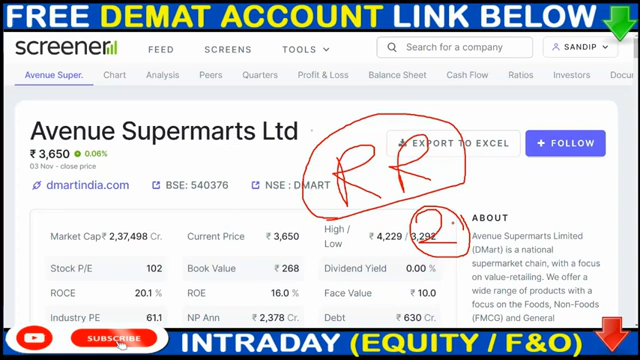 FREE DEMAT ACCOUNT LINK BELOW
screener
FEED SCREENS TOOLS
Search for a company
SANDIP
Avenue Super. Chart Analysis Peers Quarters Profit & Loss Balance Sheet Cash Flow Ratios Investors Docum
Avenue Supermarts Ltd
EXPORT TO EXCEL
+ FOLLOW
₹ 3,650 0.06%
03 Nov - close price
dmartindia.com BSE: 540376 NSE : DMART
RR
2
Market Cap ₹ 2,37,498 Cr. Current Price ₹ 3,650 High / Low ₹ 4,229 / 3,292
Stock P/E 102 Book Value ₹ 268 Dividend Yield 0.00 %
ROCE 20.1 % ROE 16.0 % Face Value ₹ 10.0
Industry PE 61.1 NP Ann ₹ 2,378 Cr. Debt ₹ 630 Cr.
ABOUT
Avenue Supermarts Limited
(DMart) is a national
supermarket chain, with a focus
on value-retailing. We offer a
wide range of products with a
focus on the Foods, Non-Foods
(FMCG) and General
SUBSCRIBE
INTRADAY (EQUITY / F&O)